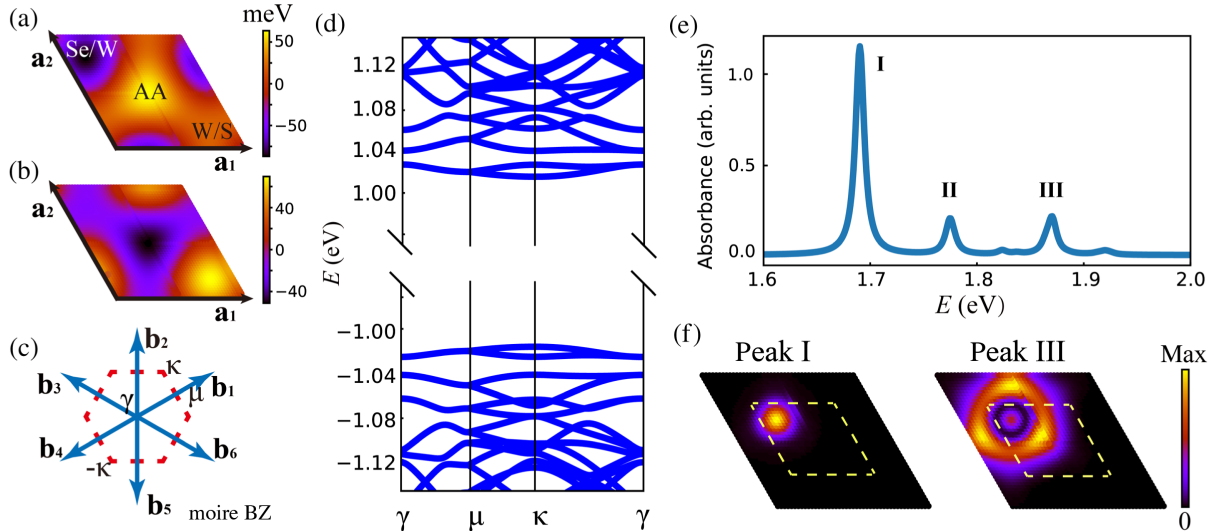 (a)
meV
50
0
−50
a₂
Se/W
AA
W/S
a₁
(b)
40
0
−40
a₂
a₁
(c)
b₂
κ
b₃
b₁
γ
μ
b₄
b₆
-κ
b₅
moire BZ
(d)
1.12
1.08
1.04
1.00
E (eV)
−1.00
−1.04
−1.08
−1.12
γ
μ
κ
γ
(e)
Absorbance (arb. units)
1.0
0.5
0.0
I
II
III
1.6
1.7
1.8
1.9
2.0
E (eV)
(f)
Peak I
Peak III
Max
0